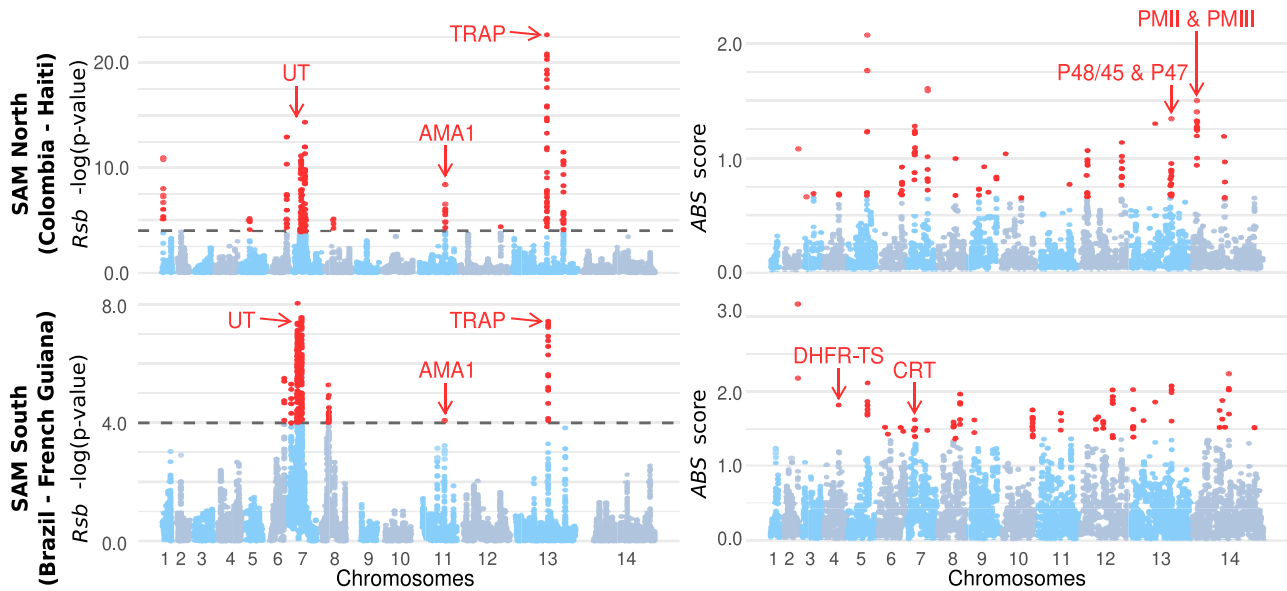 SAM North
(Colombia - Haiti)
Rsb -log(p-value)
20.0
10.0
0.0
UT
AMA1
TRAP
ABS score
2.0
1.0
0.0
PMII & PMIII
P48/45 & P47
SAM South
(Brazil - French Guiana)
Rsb -log(p-value)
8.0
4.0
0.0
UT
TRAP
AMA1
1 2 3 4 5 6 7 8 9 10 11 12 13 14
Chromosomes
ABS score
3.0
2.0
1.0
0.0
DHFR-TS
CRT
1 2 3 4 5 6 7 8 9 10 11 12 13 14
Chromosomes